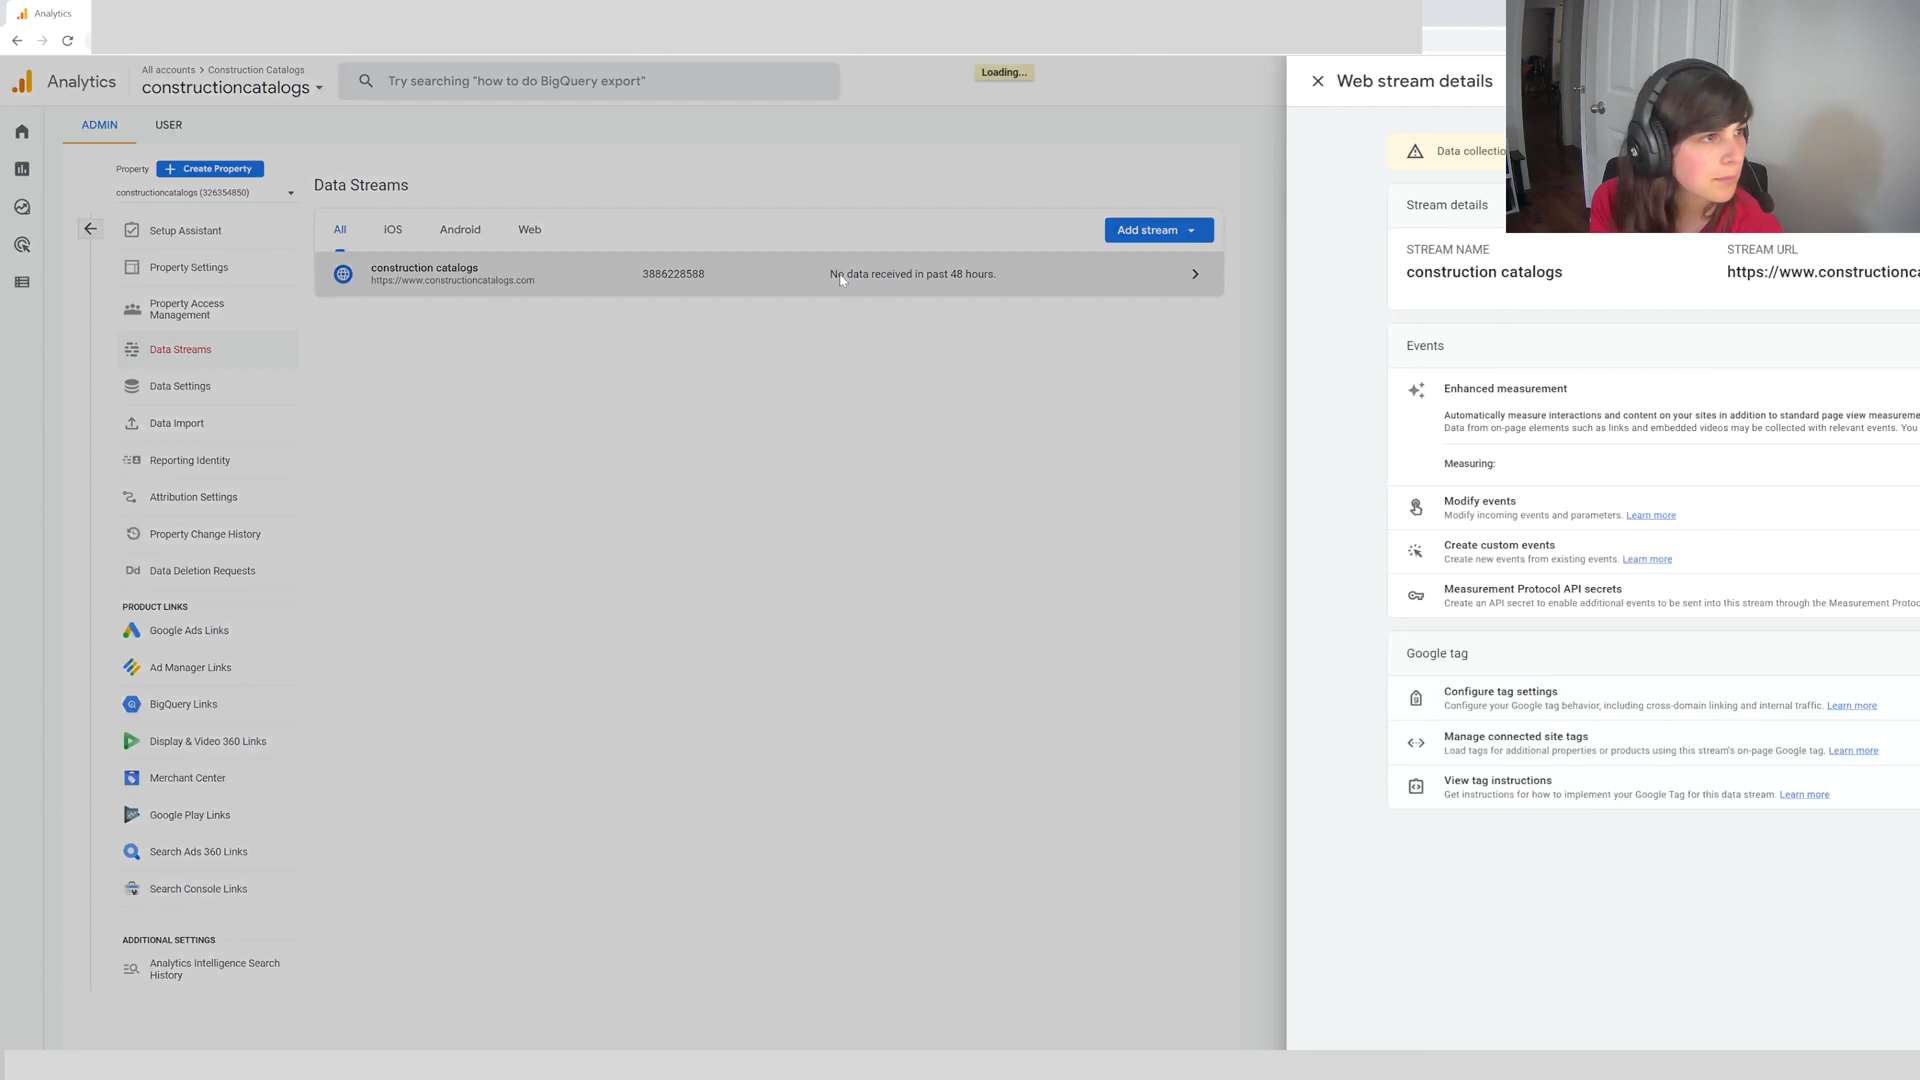 Analytics
Analytics
All accounts > Construction Catalogs
constructioncatalogs
Try searching "how to do BigQuery export"
Loading...
ADMIN
USER
Property
Create Property
constructioncatalogs (326354850)
Setup Assistant
Property Settings
Property Access
Management
Data Streams
Data Settings
Data Import
Reporting Identity
Attribution Settings
Property Change History
Dd Data Deletion Requests
PRODUCT LINKS
Google Ads Links
Ad Manager Links
BigQuery Links
Display & Video 360 Links
Merchant Center
Google Play Links
Search Ads 360 Links
Search Console Links
ADDITIONAL SETTINGS
Analytics Intelligence Search
History
Data Streams
All
iOS
Android
Web
Add stream
construction catalogs
https://www.constructioncatalogs.com
3886228588
No data received in past 48 hours.
Web stream details
Data collectio
Stream details
STREAM NAME
STREAM URL
construction catalogs
https://www.constructionca
Events
Enhanced measurement
Automatically measure interactions and content on your sites in addition to standard page view measureme
Data from on-page elements such as links and embedded videos may be collected with relevant events. You
Measuring:
Modify events
Modify incoming events and parameters. Learn more
Create custom events
Create new events from existing events. Learn more
Measurement Protocol API secrets
Create an API secret to enable additional events to be sent into this stream through the Measurement Protoc
Google tag
Configure tag settings
Configure your Google tag behavior, including cross-domain linking and internal traffic. Learn more
Manage connected site tags
Load tags for additional properties or products using this stream's on-page Google tag. Learn more
View tag instructions
Get instructions for how to implement your Google Tag for this data stream. Learn more